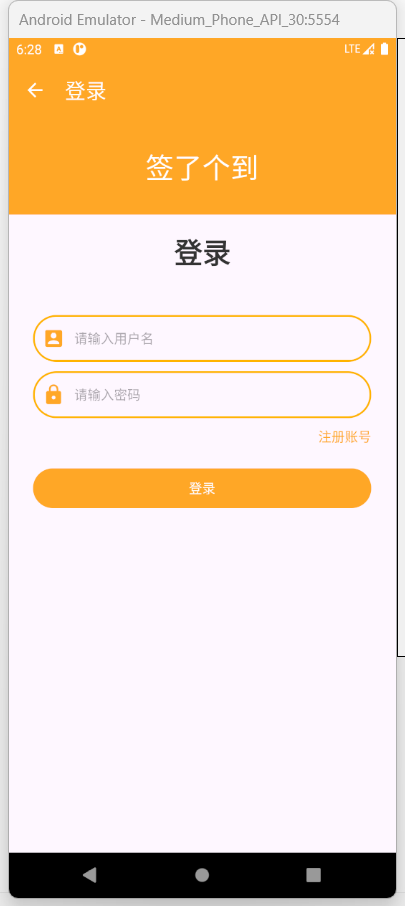 Android Emulator - Medium_Phone_API_30:5554
6:28 A LTE
登录
签了个到
登录
请输入用户名
请输入密码
注册账号
登录